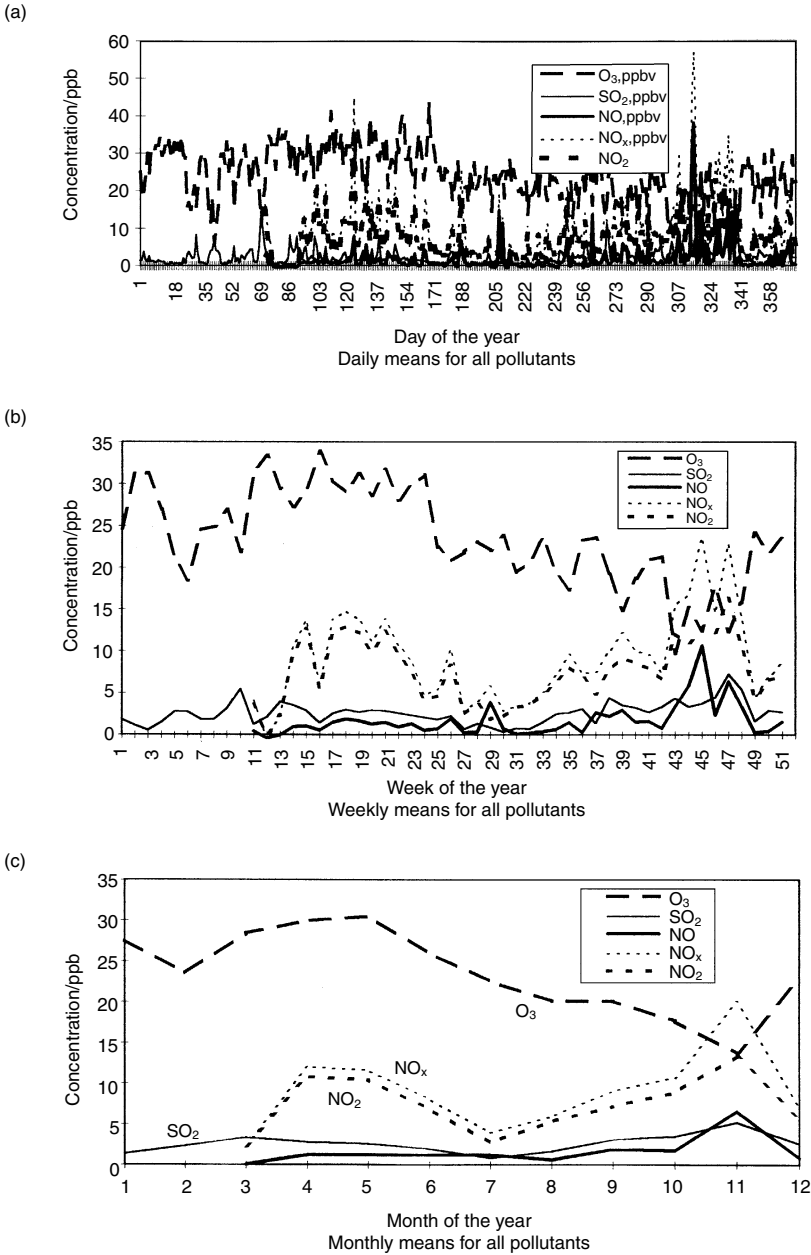 (a)
60
50
40
30
20
10
0
Concentration/ppb
O₃,ppbv
SO₂,ppbv
NO,ppbv
NOₓ,ppbv
NO₂
1 18 35 52 69 86 103 120 137 154 171 188 205 222 239 256 273 290 307 324 341 358
Day of the year
Daily means for all pollutants
(b)
35
30
25
20
15
10
5
0
Concentration/ppb
O₃
SO₂
NO
NOₓ
NO₂
1 3 5 7 9 11 13 15 17 19 21 23 25 27 29 31 33 35 37 39 41 43 45 47 49 51
Week of the year
Weekly means for all pollutants
(c)
35
30
25
20
15
10
5
0
Concentration/ppb
O₃
SO₂
NO
NOₓ
NO₂
O₃
NOₓ
NO₂
SO₂
1 2 3 4 5 6 7 8 9 10 11 12
Month of the year
Monthly means for all pollutants